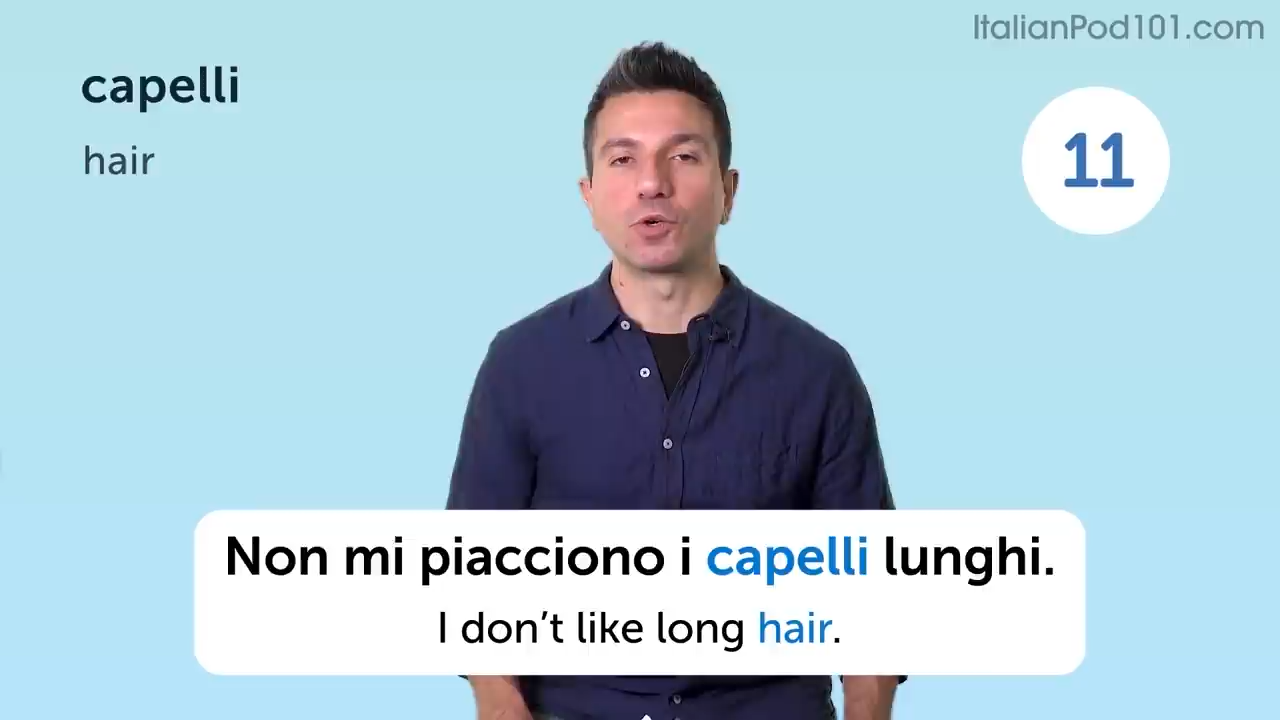 ItalianPod101.com
capelli
hair
11
Non mi piacciono i capelli lunghi.
I don’t like long hair.